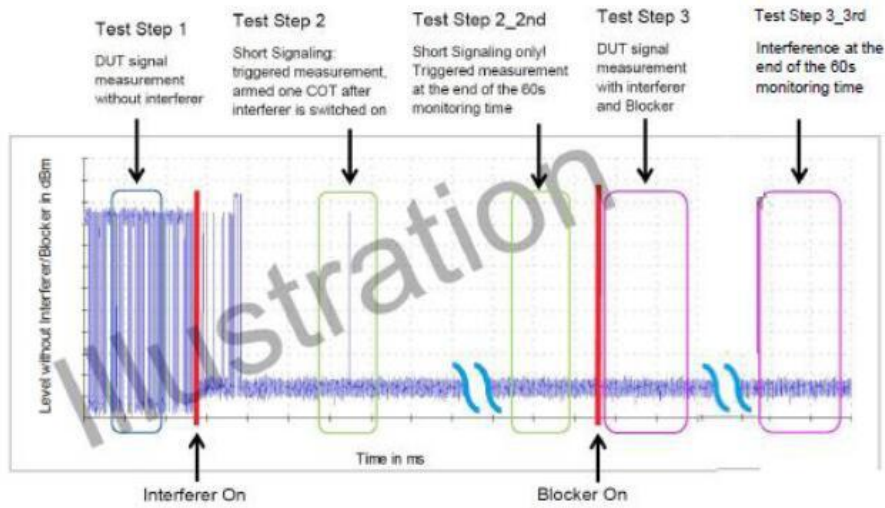 Test Step 1
DUT signal
measurement
without interferer
Test Step 2
Short Signaling:
triggered measurement,
armed one COT after
interferer is switched on
Test Step 2_2nd
Short Signaling only!
Triggered measurement
at the end of the 60s
monitoring time
Test Step 3
DUT signal
measurement
with interferer
and Blocker
Test Step 3_3rd
Interference at the
end of the 60s
monitoring time
Level without Interferer/Blocker in dBm
Illustration
Time in ms
Interferer On
Blocker On